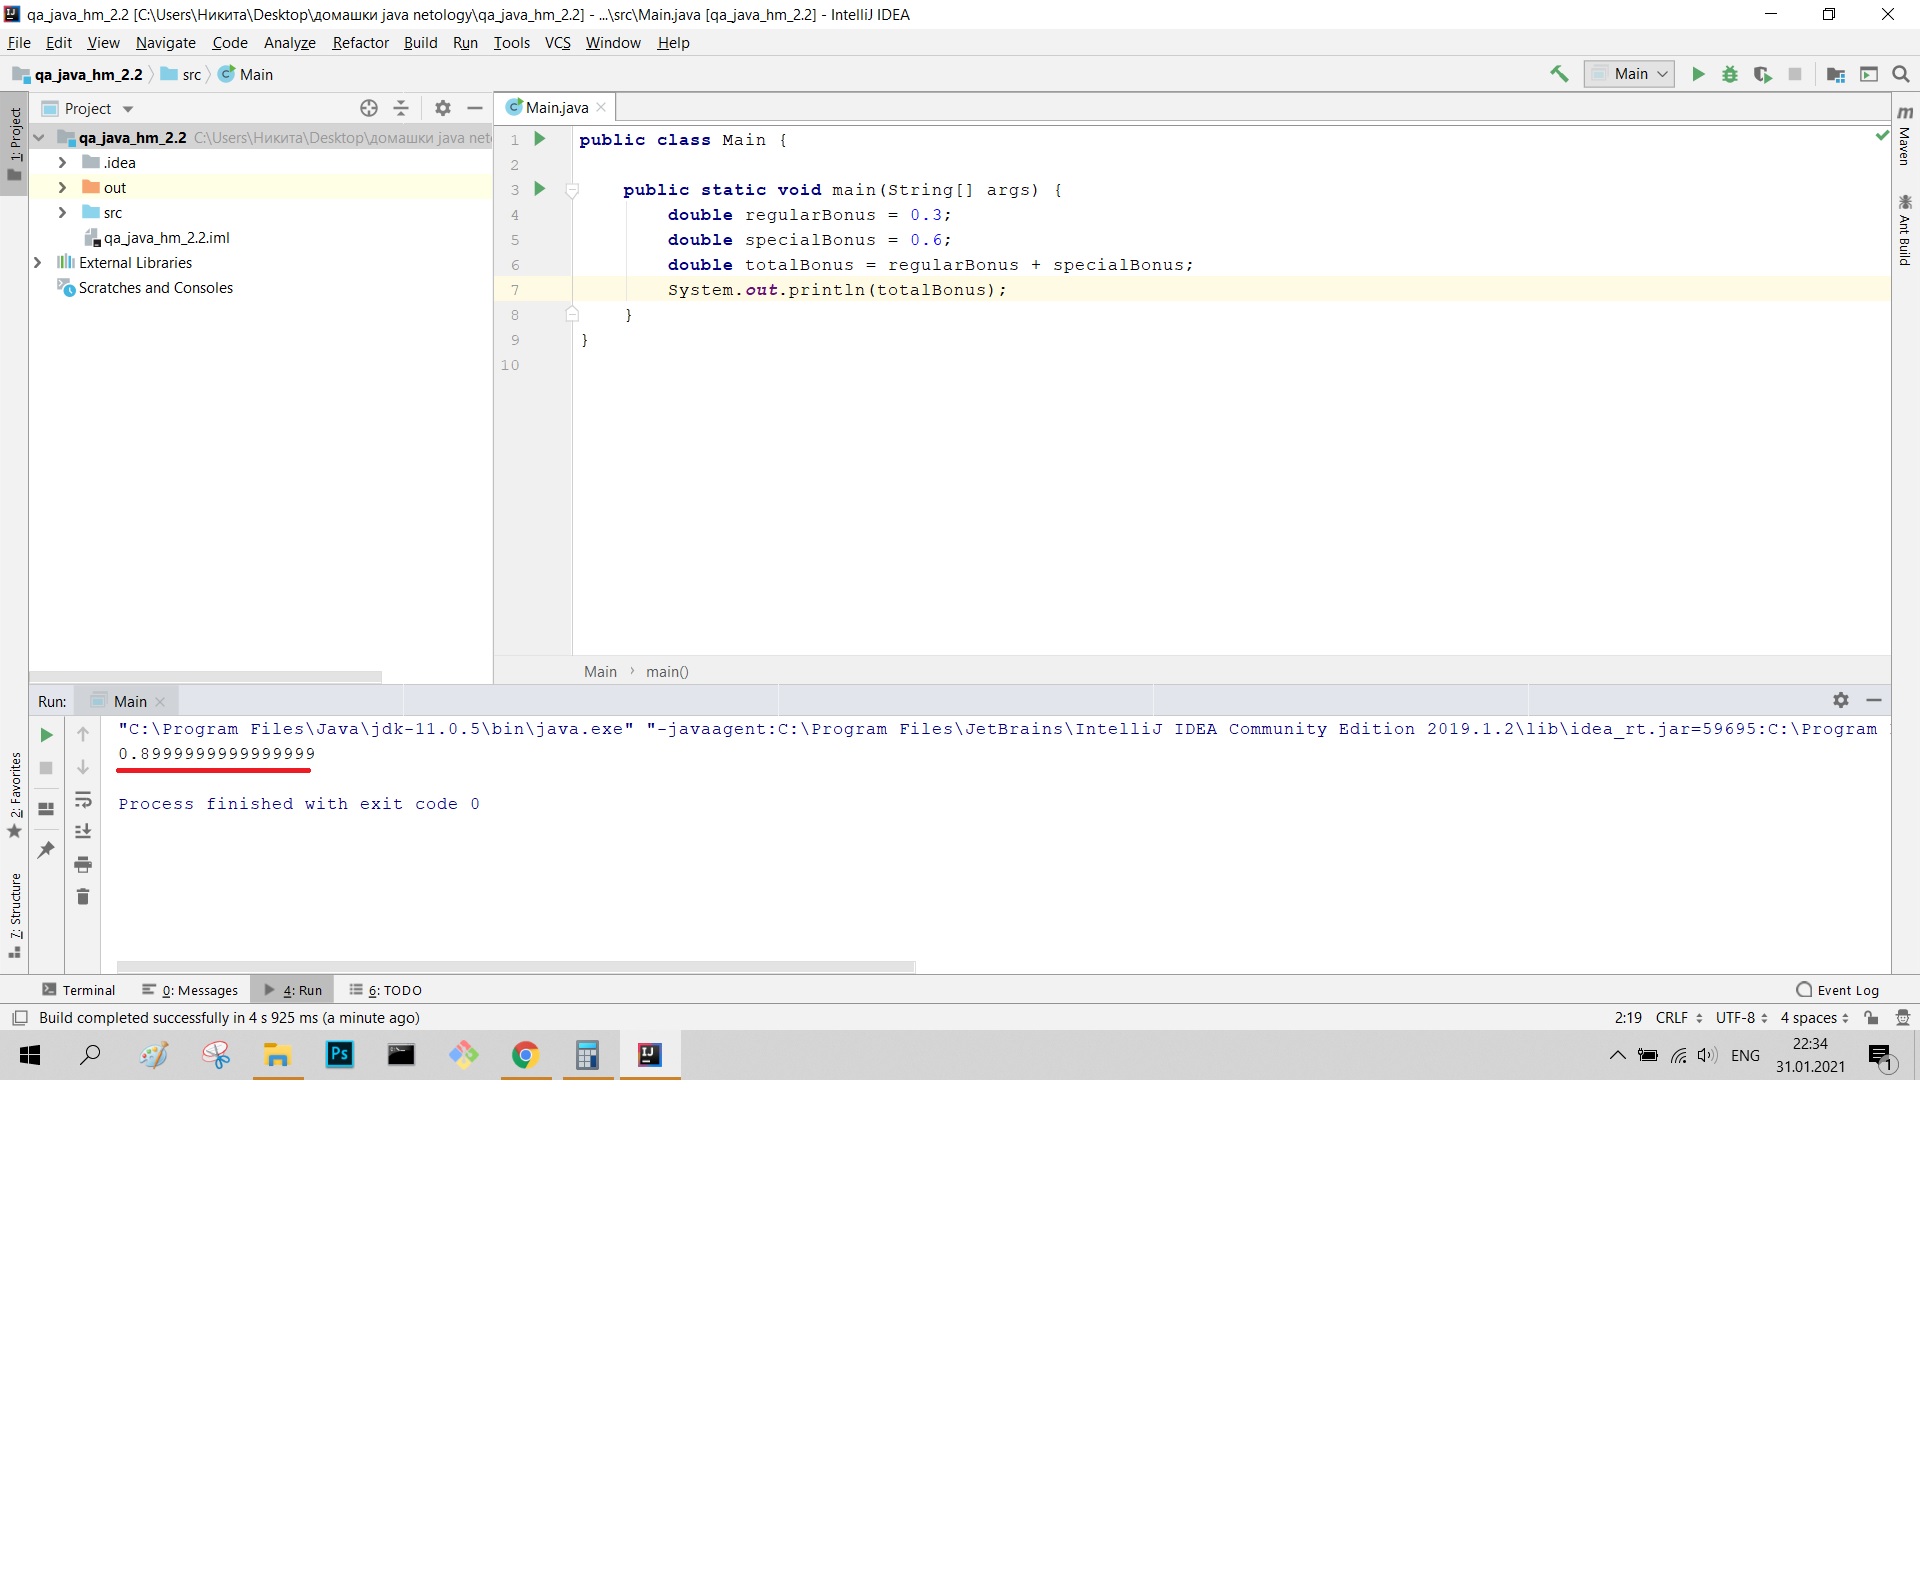 qa_java_hm_2.2 [C:\Users\Никита\Desktop\домашки java netology\qa_java_hm_2.2] - ...\src\Main.java [qa_java_hm_2.2] - IntelliJ IDEA
File Edit View Navigate Code Analyze Refactor Build Run Tools VCS Window Help
qa_java_hm_2.2 src Main
Main
1: Project
Project
Main.java
qa_java_hm_2.2 C:\Users\Никита\Desktop\домашки java
.idea
out
src
qa_java_hm_2.2.iml
External Libraries
Scratches and Consoles
1 public class Main {
2
3 public static void main(String[] args) {
4 double regularBonus = 0.3;
5 double specialBonus = 0.6;
6 double totalBonus = regularBonus + specialBonus;
7 System.out.println(totalBonus);
8 }
9 }
10
Maven
Ant Build
Main main()
Run: Main
"C:\Program Files\Java\jdk-11.0.5\bin\java.exe" "-javaagent:C:\Program Files\JetBrains\IntelliJ IDEA Community Edition 2019.1.2\lib\idea_rt.jar=59695:C:\Program
0.8999999999999999
Process finished with exit code 0
2: Favorites
7: Structure
Terminal 0: Messages 4: Run 6: TODO Event Log
Build completed successfully in 4 s 925 ms (a minute ago) 2:19 CRLF UTF-8 4 spaces
Ps
IJ
ENG
22:34
31.01.2021
1